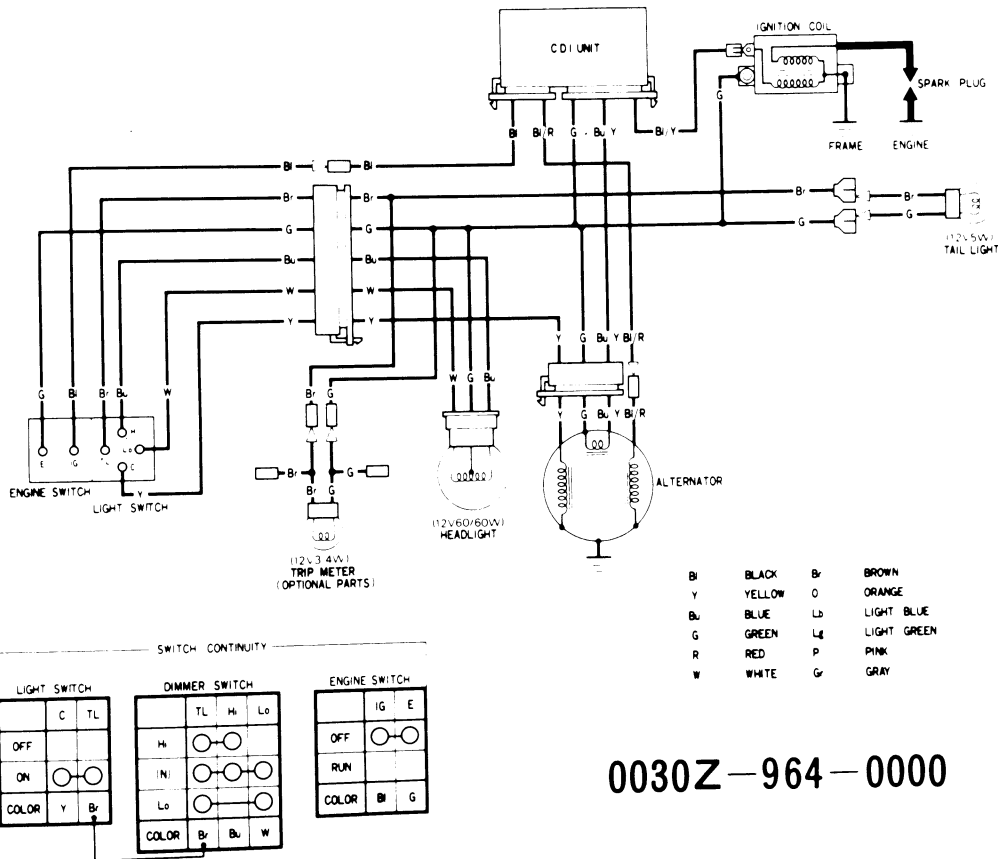 CDI UNIT
IGNITION COIL
SPARK PLUG
FRAME
ENGINE
Bl
Bl/R
G
Bu Y
Bl/Y
G
Bl
Bl
Br
Br
G
G
Bu
Bu
W
W
Y
Y
Br
Br
G
G
(12V5W)
TAIL LIGHT
Y
G
Bu Y
Bl/R
G
Bl
Br
Bu
W
Br
G
W
G
Bu
Y
G
Bu Y
Bl/R
E
IG
TL
Hi
Lo
C
ENGINE SWITCH
Y
LIGHT SWITCH
Br
G
Br
G
(12V3.4W)
TRIP METER
(OPTIONAL PARTS)
(12V60/60W)
HEADLIGHT
ALTERNATOR
Bl BLACK Br BROWN
Y YELLOW O ORANGE
Bu BLUE Lb LIGHT BLUE
G GREEN Lg LIGHT GREEN
R RED P PINK
W WHITE Gr GRAY
SWITCH CONTINUITY
LIGHT SWITCH
C TL
OFF
ON
COLOR Y Br
DIMMER SWITCH
TL Hi Lo
Hi
(N)
Lo
COLOR Br Bu W
ENGINE SWITCH
IG E
OFF
RUN
COLOR Bl G
0030Z-964-0000